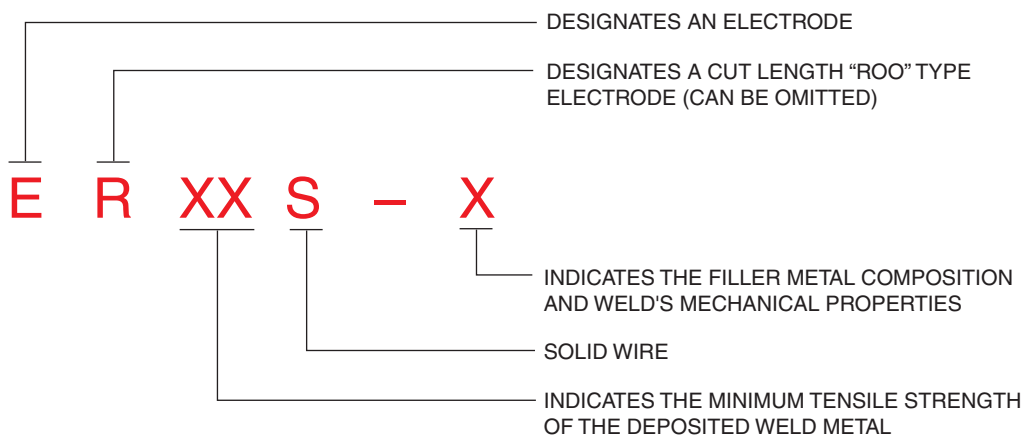 DESIGNATES AN ELECTRODE
DESIGNATES A CUT LENGTH “ROO” TYPE
ELECTRODE (CAN BE OMITTED)
E R XX S – X
INDICATES THE FILLER METAL COMPOSITION
AND WELD'S MECHANICAL PROPERTIES
SOLID WIRE
INDICATES THE MINIMUM TENSILE STRENGTH
OF THE DEPOSITED WELD METAL